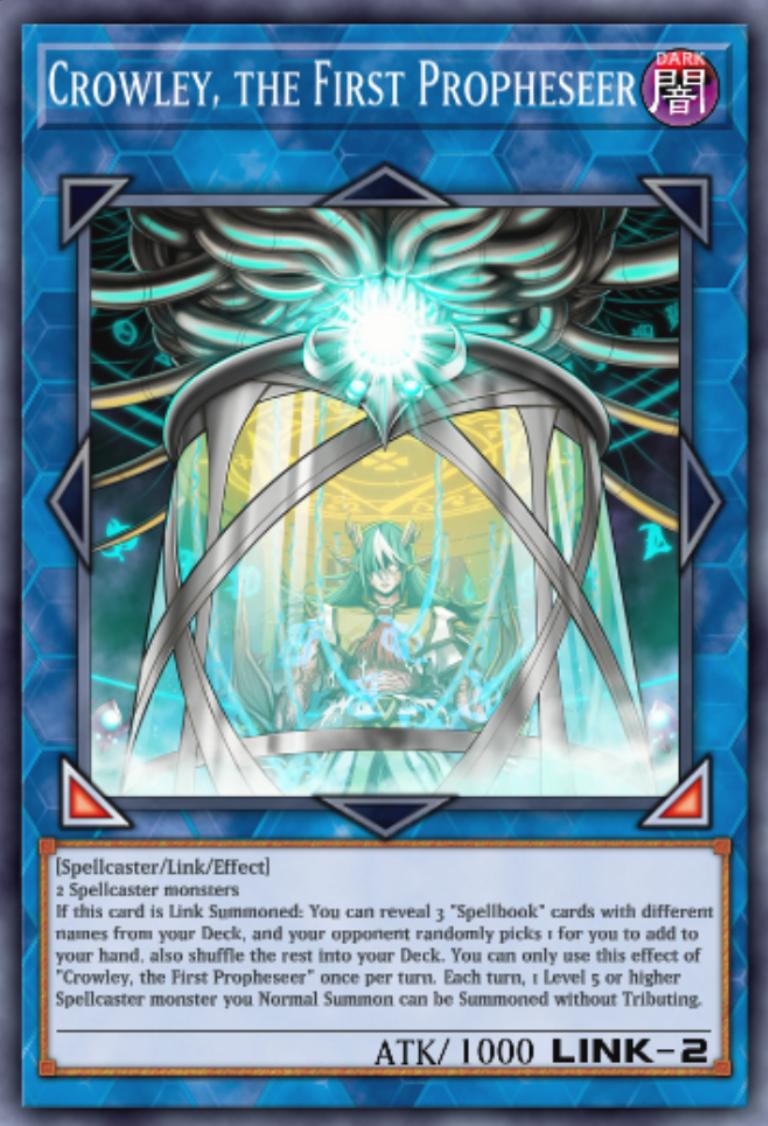 CROWLEY, THE FIRST PROPHESEER
DARK
闇
[Spellcaster/Link/Effect]
2 Spellcaster monsters
If this card is Link Summoned: You can reveal 3 "Spellbook" cards with different
names from your Deck, and your opponent randomly picks 1 for you to add to
your hand, also shuffle the rest into your Deck. You can only use this effect of
"Crowley, the First Propheseer" once per turn. Each turn, 1 Level 5 or higher
Spellcaster monster you Normal Summon can be Summoned without Tributing.
ATK/ 1000 LINK-2